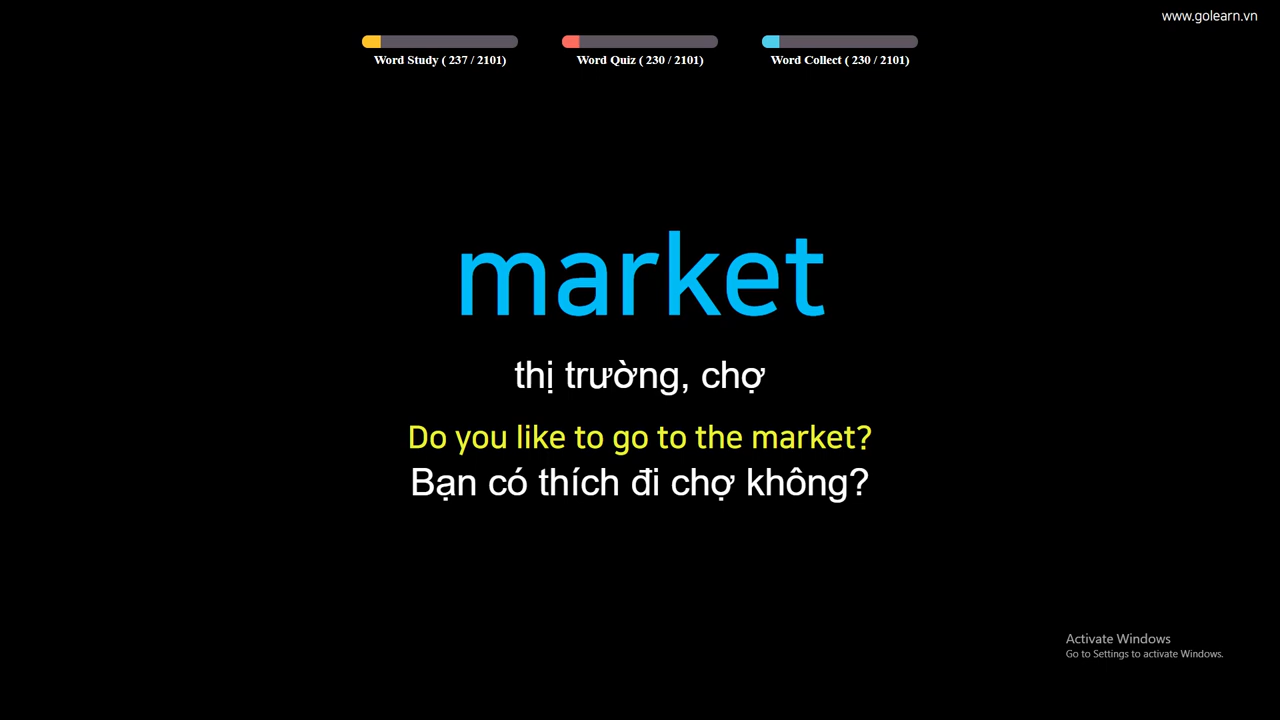 www.golearn.vn
Word Study ( 237 / 2101)
Word Quiz ( 230 / 2101)
Word Collect ( 230 / 2101)
market
thị trường, chợ
Do you like to go to the market?
Bạn có thích đi chợ không?
Activate Windows
Go to Settings to activate Windows.